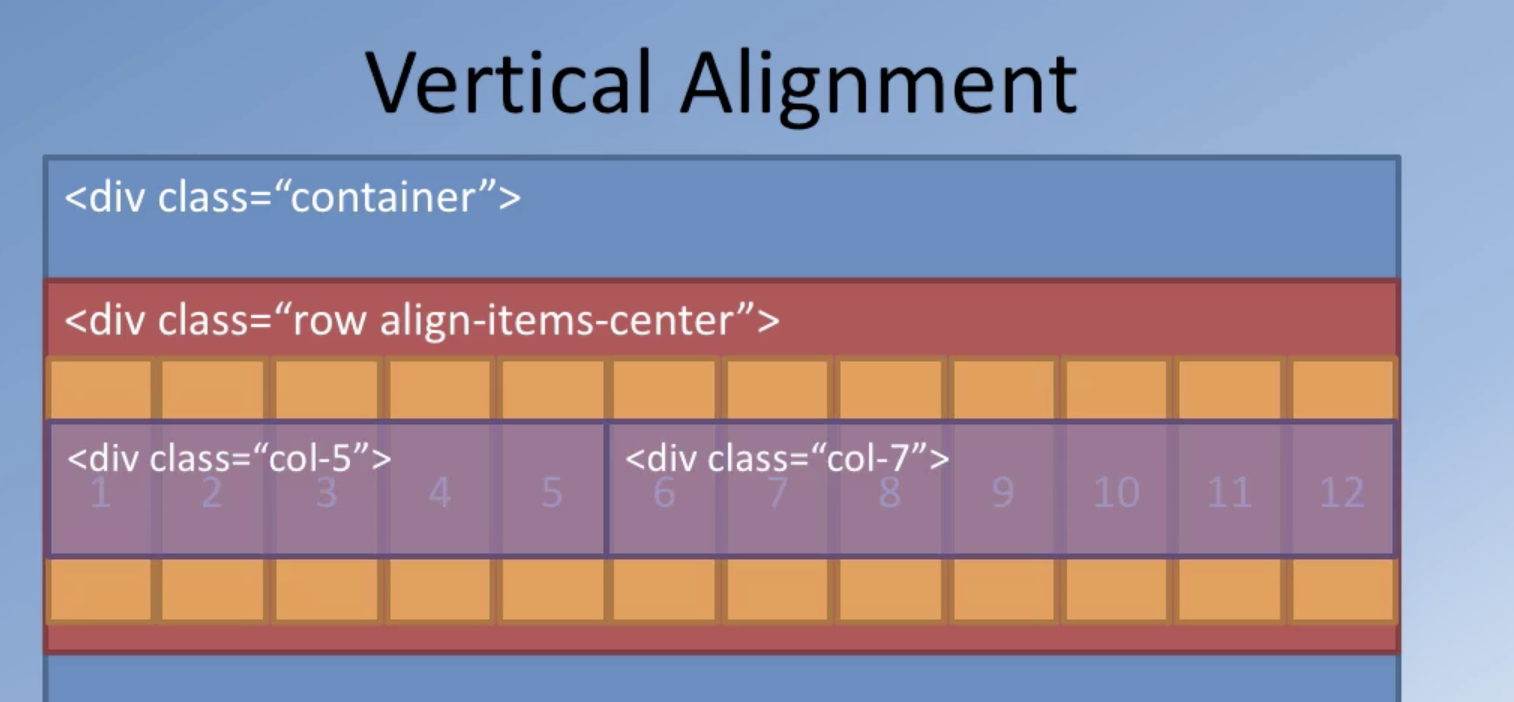 Vertical Alignment
<div class=“container”>
<div class=“row align-items-center”>
<div class=“col-5”> <div class=“col-7”>
1 2 3 4 5 6 7 8 9 10 11 12